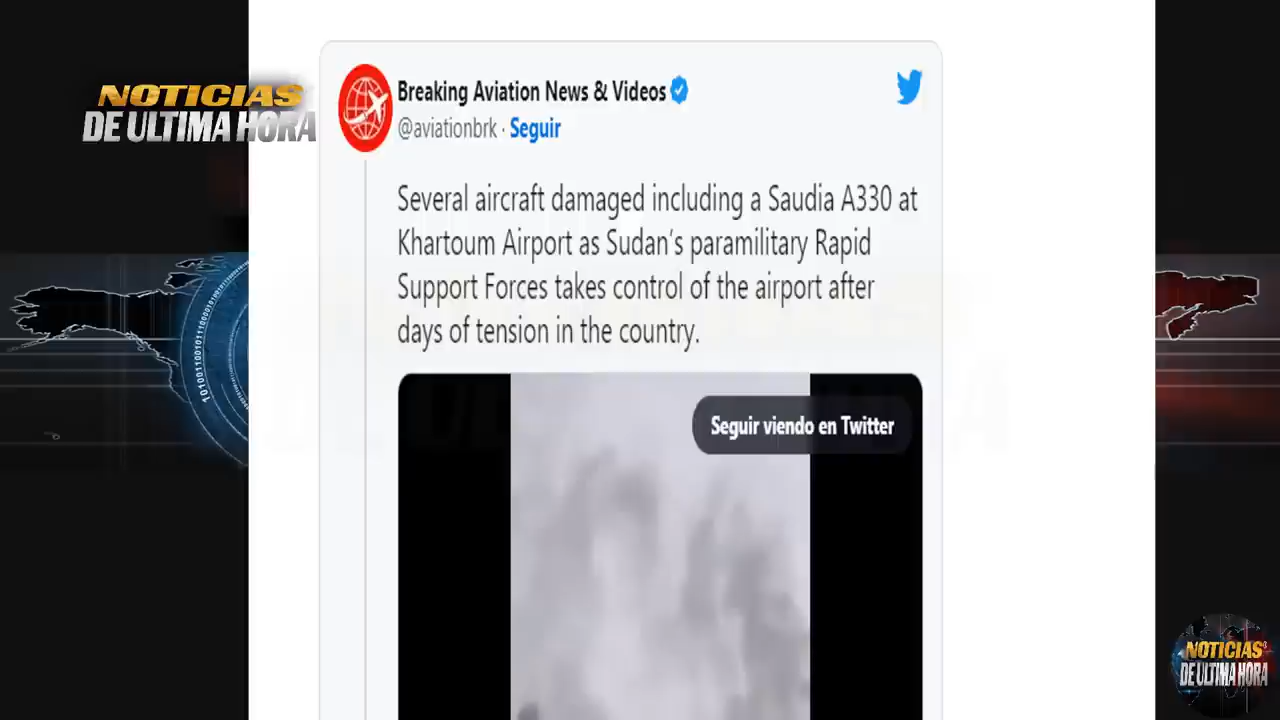 NOTICIAS
DE ULTIMA HORA
Breaking Aviation News & Videos
@aviationbrk · Seguir
Several aircraft damaged including a Saudia A330 at
Khartoum Airport as Sudan's paramilitary Rapid
Support Forces takes control of the airport after
days of tension in the country.
Seguir viendo en Twitter
NOTICIAS
DE ULTIMA HORA